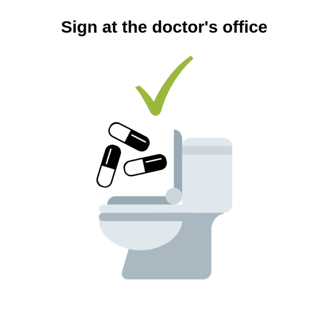 Sign at the doctor's office